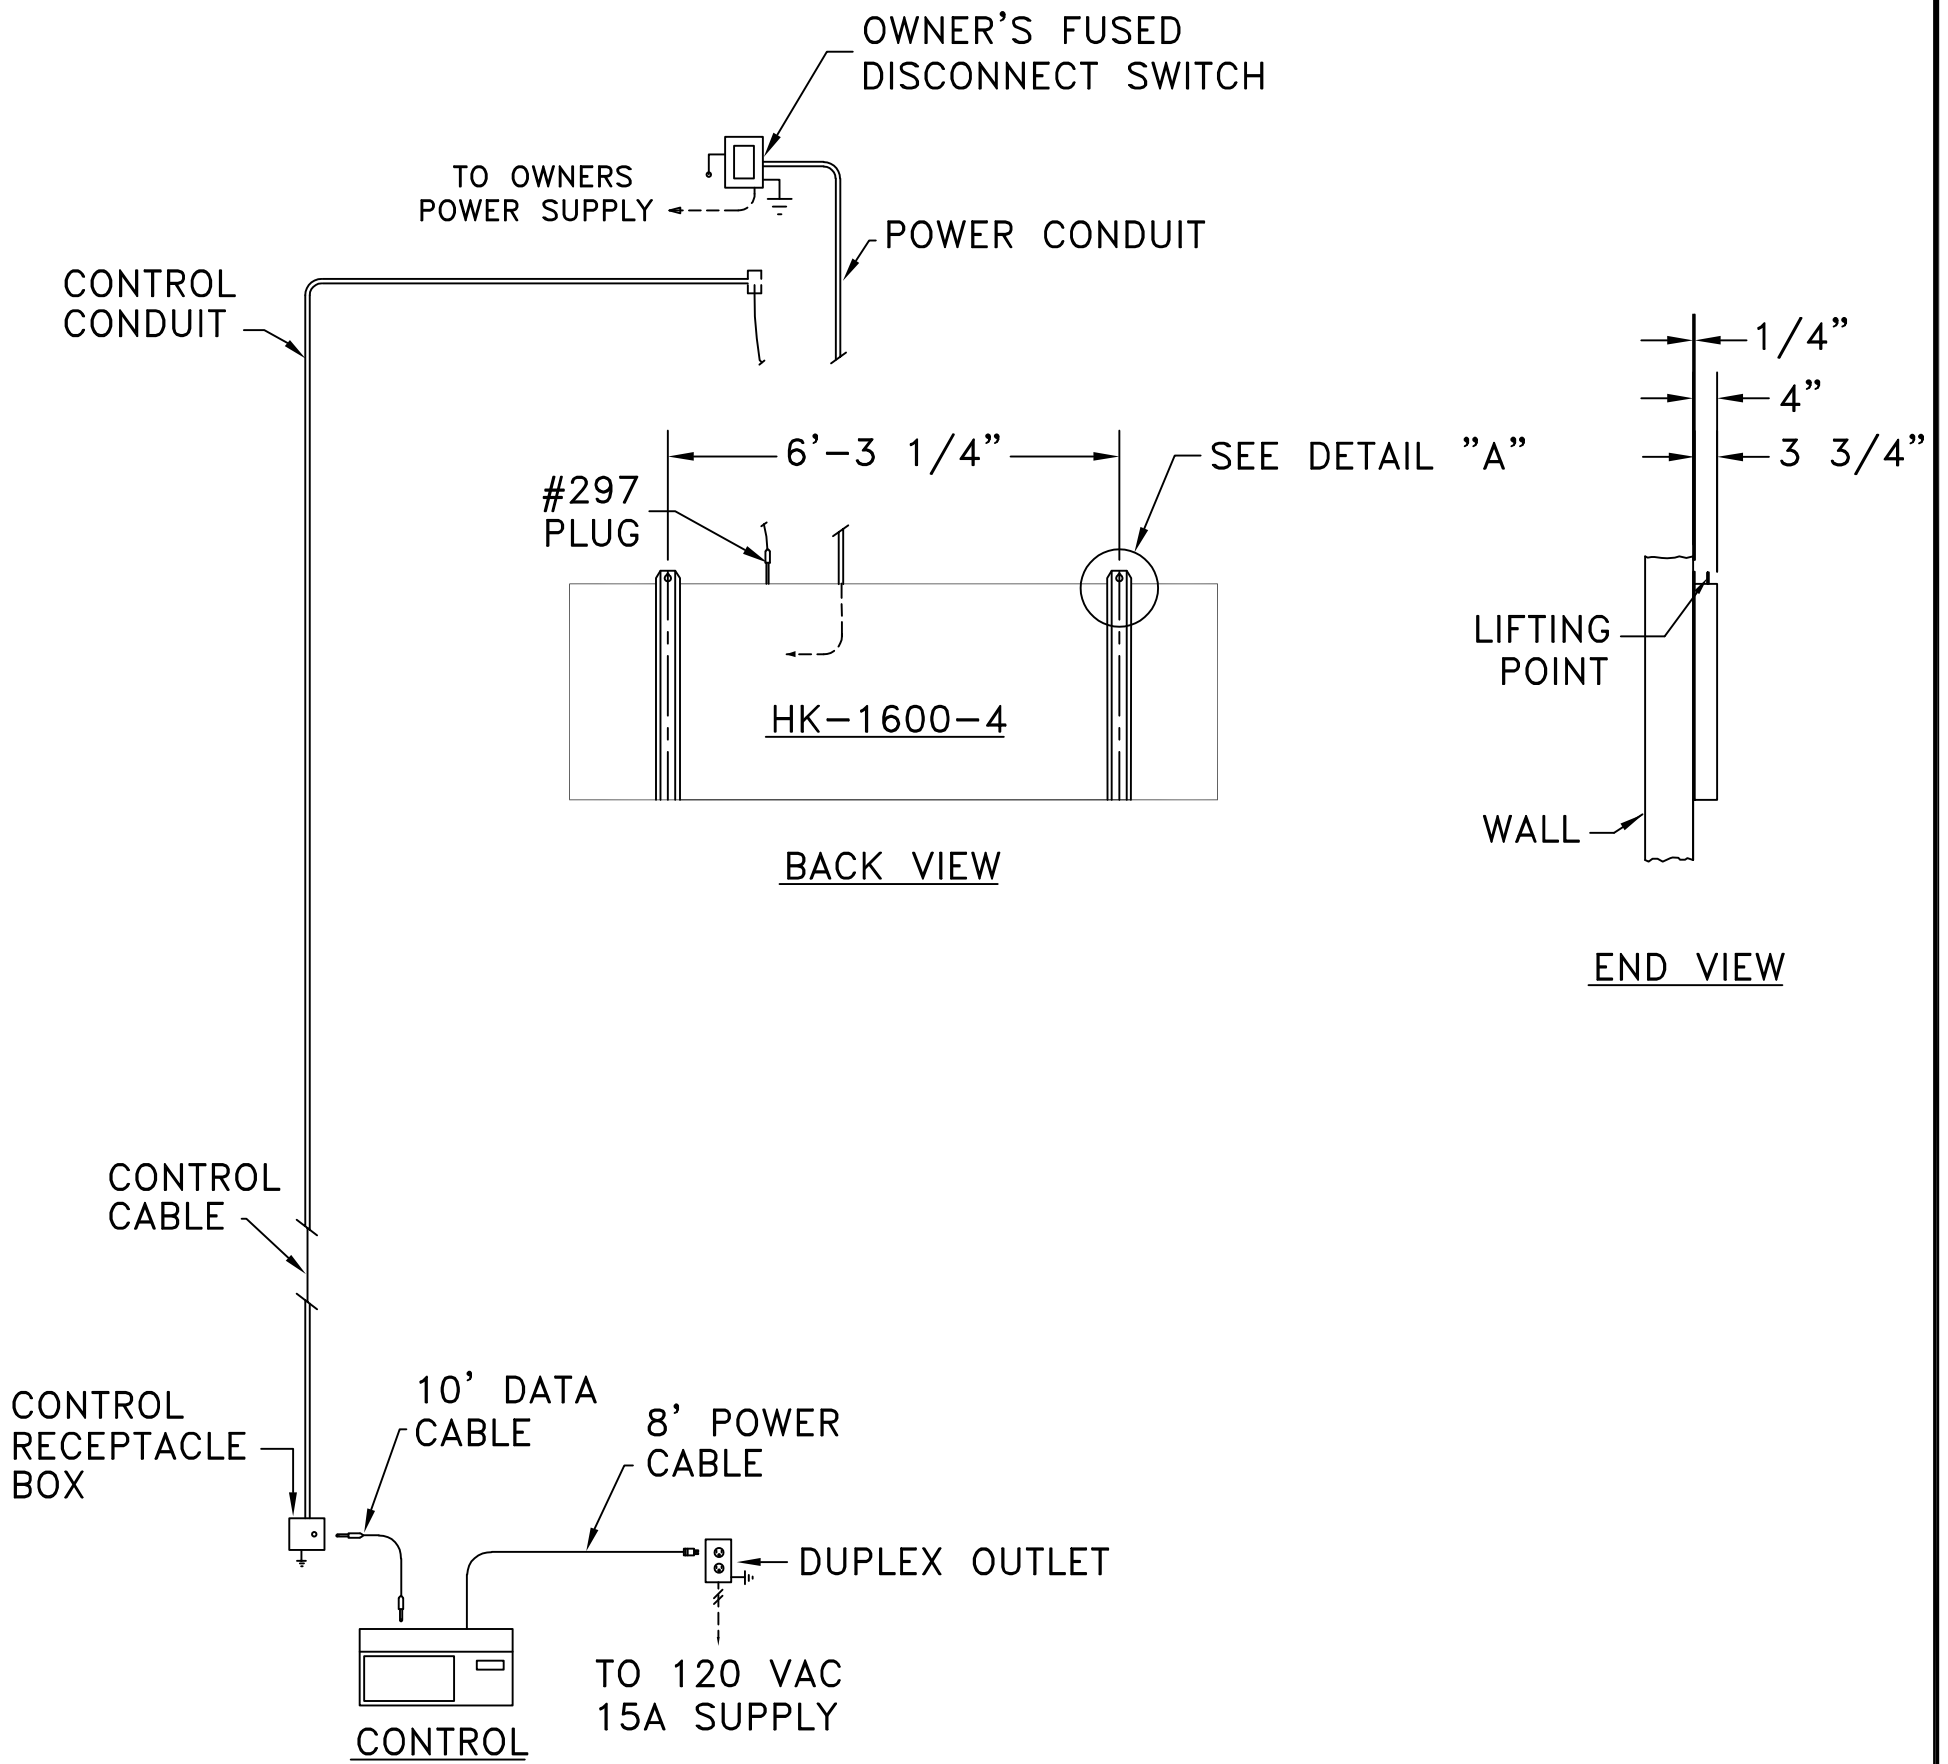 OWNER'S FUSED
DISCONNECT SWITCH
TO OWNERS
POWER SUPPLY
POWER CONDUIT
CONTROL
CONDUIT
1/4”
4”
3 3/4”
6'-3 1/4”
SEE DETAIL ”A”
#297
PLUG
LIFTING
POINT
HK-1600-4
WALL
BACK VIEW
END VIEW
CONTROL
CABLE
10' DATA
CABLE
8' POWER
CABLE
CONTROL
RECEPTACLE
BOX
DUPLEX OUTLET
TO 120 VAC
15A SUPPLY
CONTROL